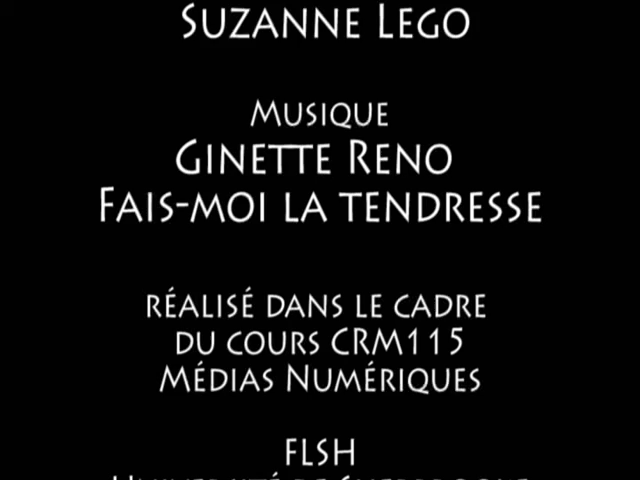 Suzanne Lego
Musique
Ginette Reno
Fais-moi la tendresse
réalisé dans le cadre
du cours CRM115
Médias Numériques
FLSH